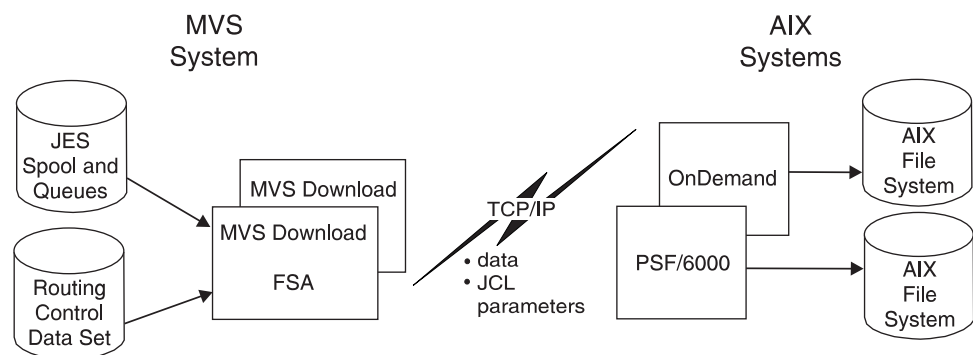 MVS
System
AIX
Systems
JES
Spool and
Queues
Routing
Control
Data Set
MVS Download
MVS Download
FSA
TCP/IP
• data
• JCL
parameters
OnDemand
PSF/6000
AIX
File
System
AIX
File
System